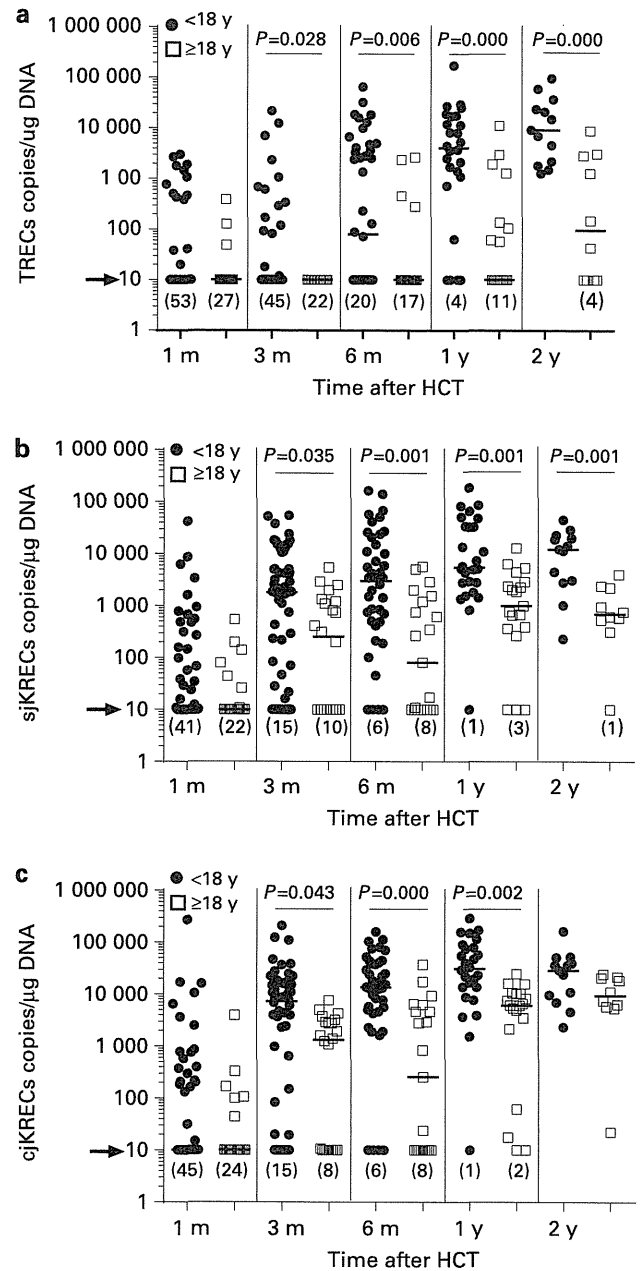 a
1 000 000
<18 y
≥18 y
P=0.028
P=0.006
P=0.000
P=0.000
100 000
10 000
1 00
100
10
1
TRECs copies/ug DNA
(53)
(27)
(45)
(22)
(20)
(17)
(4)
(11)
(4)
1 m
3 m
6 m
1 y
2 y
Time after HCT
b
1 000 000
<18 y
≥18 y
P=0.035
P=0.001
P=0.001
P=0.001
100 000
10 000
1 000
100
10
1
sjKRECs copies/µg DNA
(41)
(22)
(15)
(10)
(6)
(8)
(1)
(3)
(1)
1 m
3 m
6 m
1 y
2 y
Time after HCT
c
1 000 000
<18 y
≥18 y
P=0.043
P=0.000
P=0.002
100 000
10 000
1 000
100
10
1
cjKRECs copies/µg DNA
(45)
(24)
(15)
(8)
(6)
(8)
(1)
(2)
1 m
3 m
6 m
1 y
2 y
Time after HCT